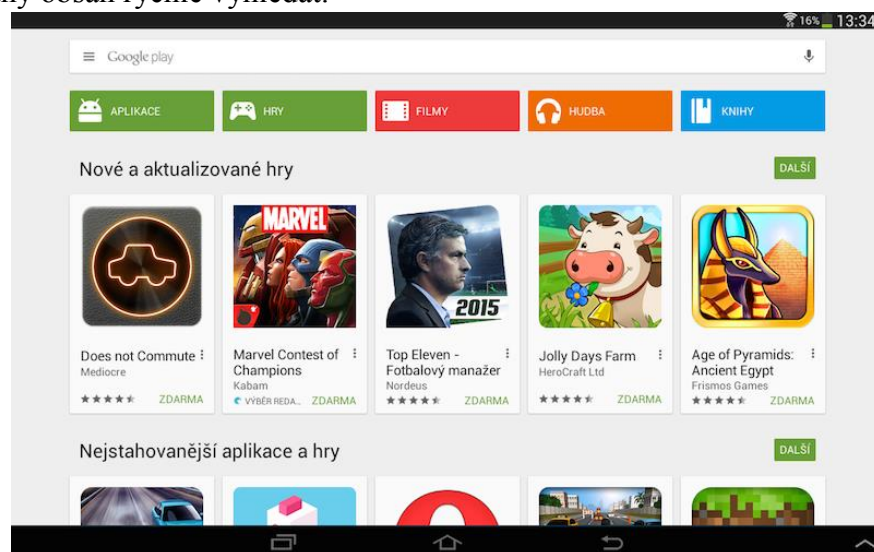 obsah rychle vyhledat.
16% 13:34
Google play
APLIKACE HRY FILMY HUDBA KNIHY
Nové a aktualizované hry DALŠÍ
MARVEL
2015
Does not Commute Marvel Contest of Champions Top Eleven - Fotbalový manažer Jolly Days Farm Age of Pyramids: Ancient Egypt
Mediocre Kabam Nordeus HeroCraft Ltd Frismos Games
ZDARMA VÝBĚR REDA... ZDARMA ZDARMA ZDARMA ZDARMA
Nejstahovanější aplikace a hry DALŠÍ